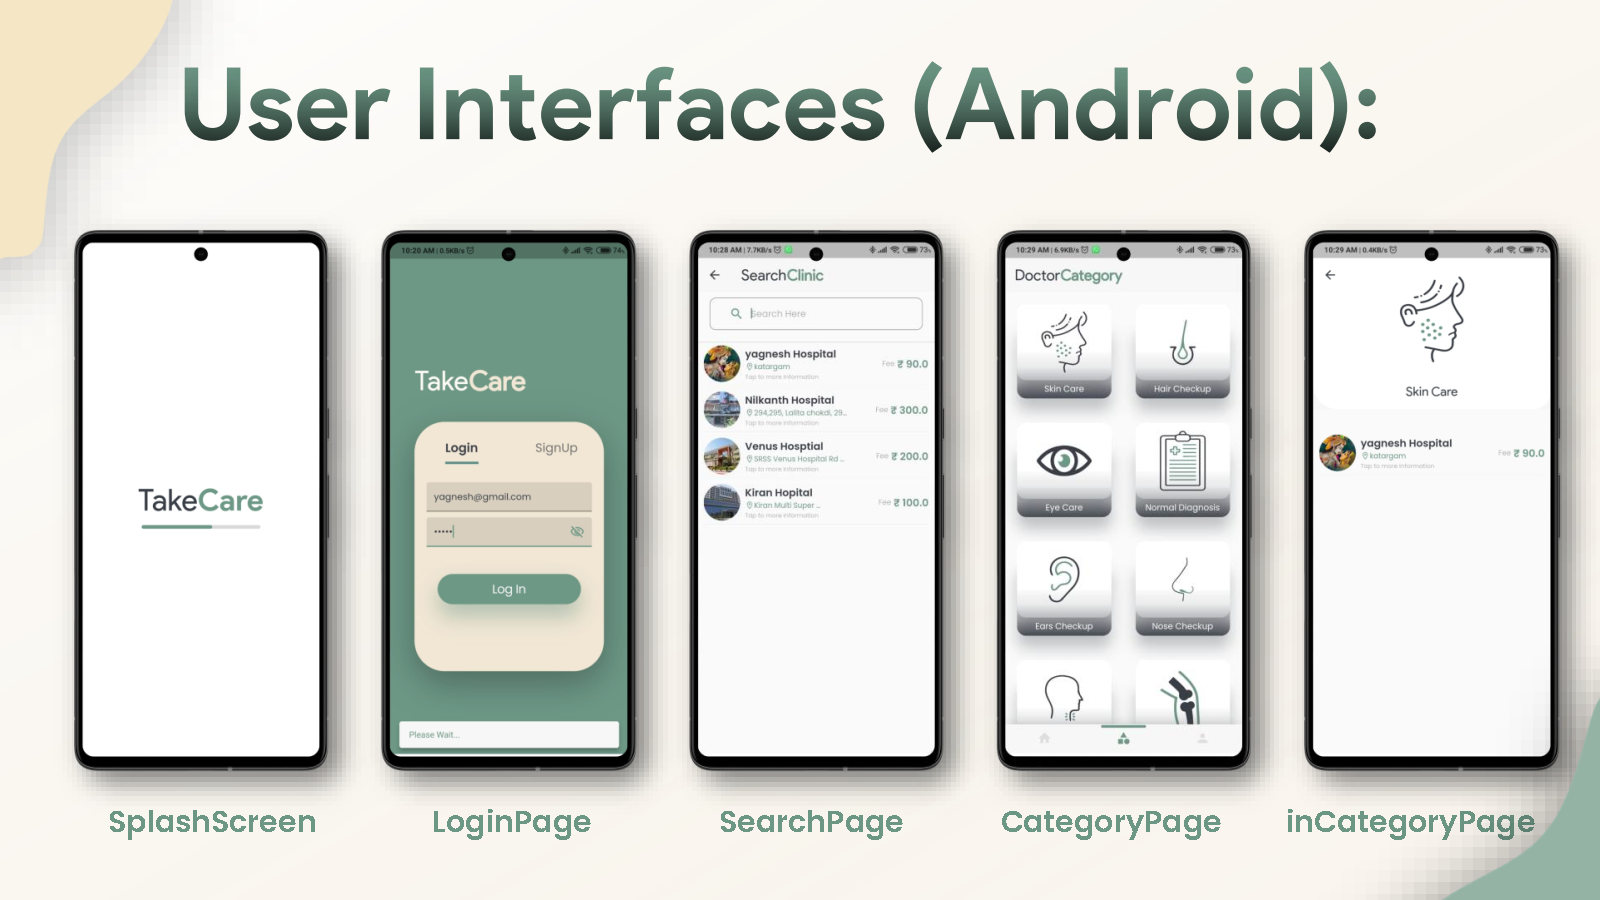 User Interfaces (Android):
TakeCare
SplashScreen
10:20 AM | 0.5KB/s
74
TakeCare
Login SignUp
yagnesh@gmail.com
•••••
Log In
Please Wait...
LoginPage
10:28 AM | 7.7KB/s
73
SearchClinic
Search Here
yagnesh Hospital
katargam
Tap to more information
Fee ₹ 90.0
Nilkanth Hospital
294,295, Lalita chokdi, 29...
Tap to more information
Fee ₹ 300.0
Venus Hosptial
SRSS Venus Hospital Rd ...
Tap to more information
Fee ₹ 200.0
Kiran Hopital
Kiran Multi Super ...
Tap to more information
Fee ₹ 100.0
SearchPage
10:29 AM | 6.9KB/s
73
DoctorCategory
Skin Care
Hair Checkup
Eye Care
Normal Diagnosis
Ears Checkup
Nose Checkup
CategoryPage
10:29 AM | 0.4KB/s
73
Skin Care
yagnesh Hospital
katargam
Tap to more information
Fee ₹ 90.0
inCategoryPage